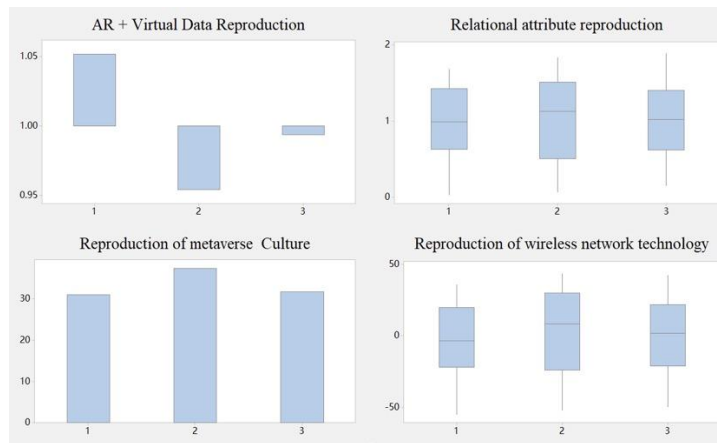 AR + Virtual Data Reproduction
1.05
1.00
0.95
1 2 3
Relational attribute reproduction
2
1
0
1 2 3
Reproduction of metaverse Culture
30
20
10
0
1 2 3
Reproduction of wireless network technology
50
0
-50
1 2 3